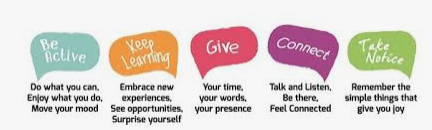 Be
Active
Keep
Learning
Give
Connect
Take
Notice
Do what you can,
Enjoy what you do,
Move your mood
Embrace new
experiences,
See opportunities,
Surprise yourself
Your time,
your words,
your presence
Talk and Listen,
Be there,
Feel Connected
Remember the
simple things that
give you joy